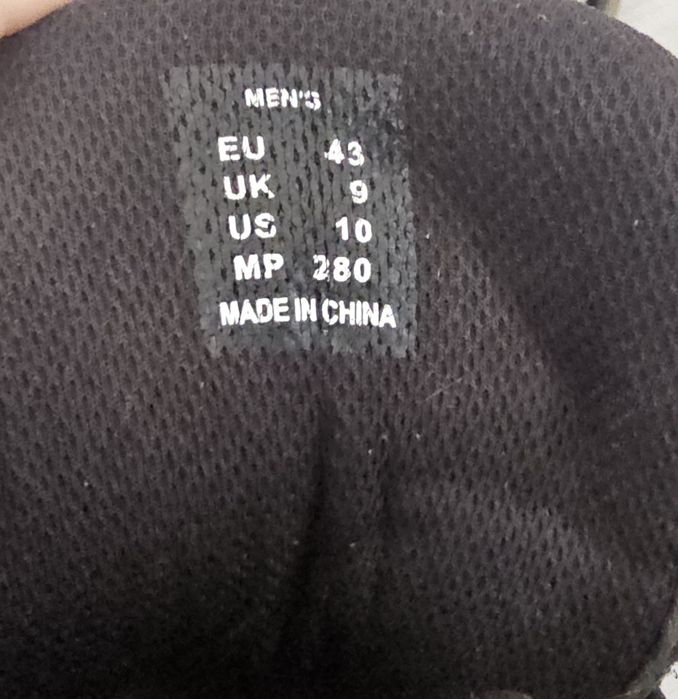 MEN'S
EU 43
UK 9
US 10
MP 280
MADE IN CHINA